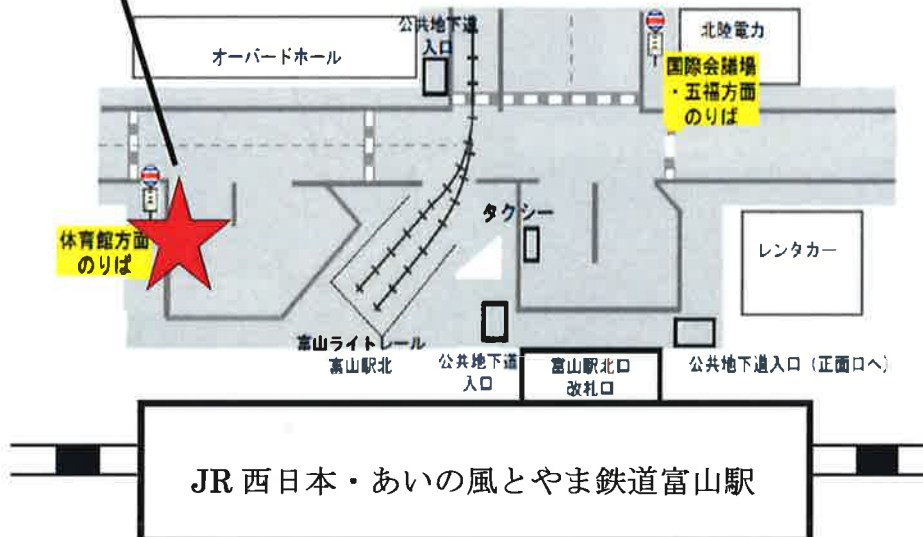 公共地下道
入口
オーバードホール
北陸電力
国際会議場
・五福方面
のりば
体育館方面
のりば
タクシー
レンタカー
富山ライトレール
富山駅北
公共地下道
入口
富山駅北口
改札口
公共地下道入口（正面口へ）
JR西日本・あいの風とやま鉄道富山駅